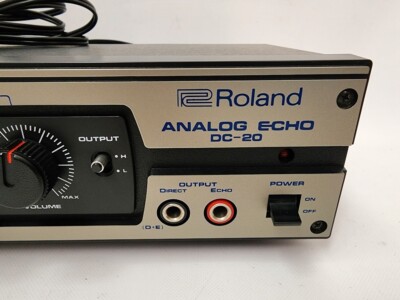 Roland
ANALOG ECHO
DC-20
OUTPUT
H
L
MAX
VOLUME
OUTPUT
DIRECT ECHO
(D+E)
POWER
ON
OFF